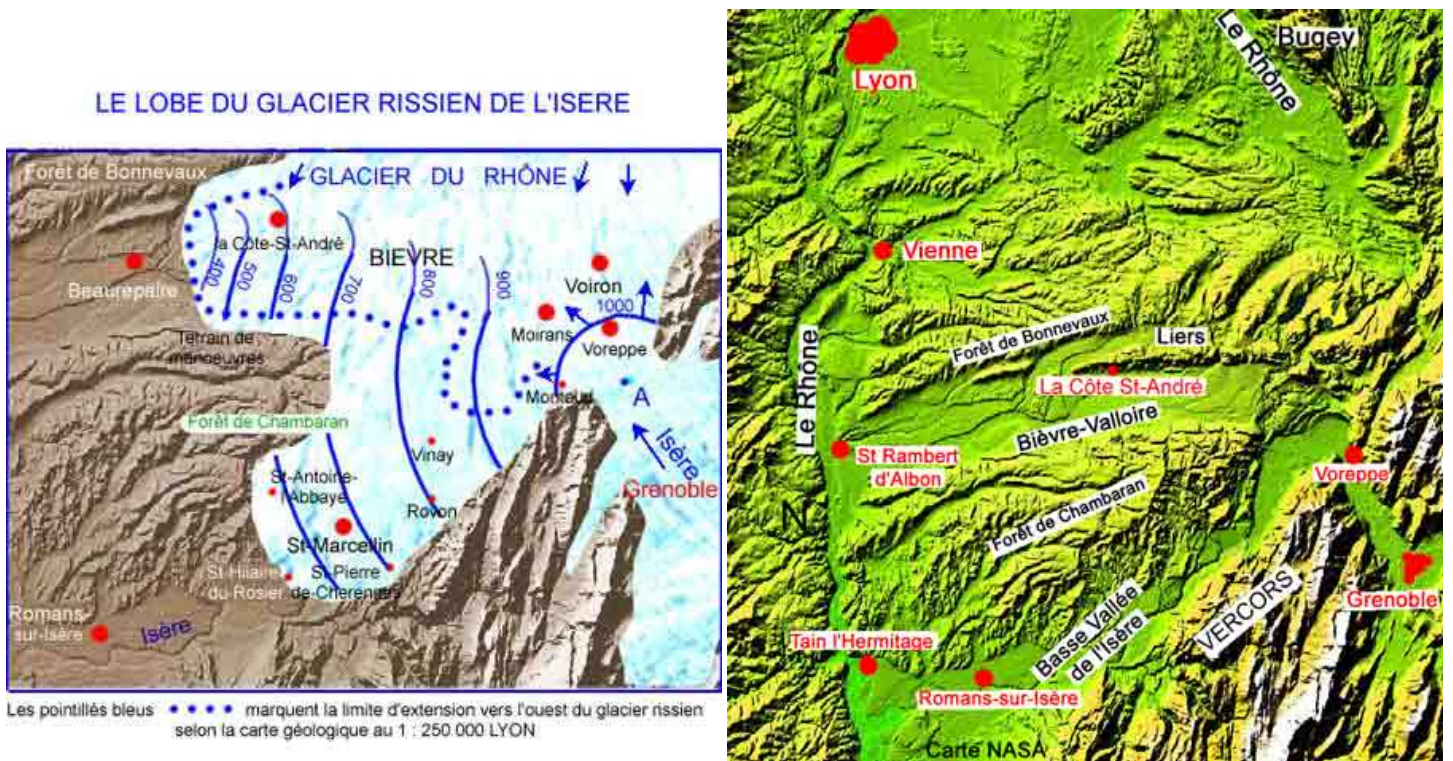 LE LOBE DU GLACIER RISSIEN DE L'ISERE
Forêt de Bonnevaux
GLACIER DU RHÔNE
la Côte-St-André
BIEVRE
400
500
600
700
800
900
1000
Voiron
Beaurepaire
Moirans
Voreppe
Terrain de
manoeuvres
Montaud
A
Forêt de Chambaran
Isère
Vinay
Grenoble
St-Antoine-
l'Abbaye
Rovon
St-Marcellin
St-Hilaire
du Rosier
St-Pierre
de-Cherennes
Romans
sur-Isère
Isère
Les pointillés bleus marquent la limite d'extension vers l'ouest du glacier rissien
selon la carte géologique au 1 : 250 000 LYON
Lyon
Le Rhône
Bugey
Vienne
Le Rhône
Forêt de Bonnevaux
Liers
La Côte St-André
Bièvre-Valloire
St Rambert
d'Albon
Voreppe
N
Forêt de Chambaran
Grenoble
VERCORS
Basse Vallée
de l'Isère
Tain l'Hermitage
Romans-sur-Isère
Carte NASA